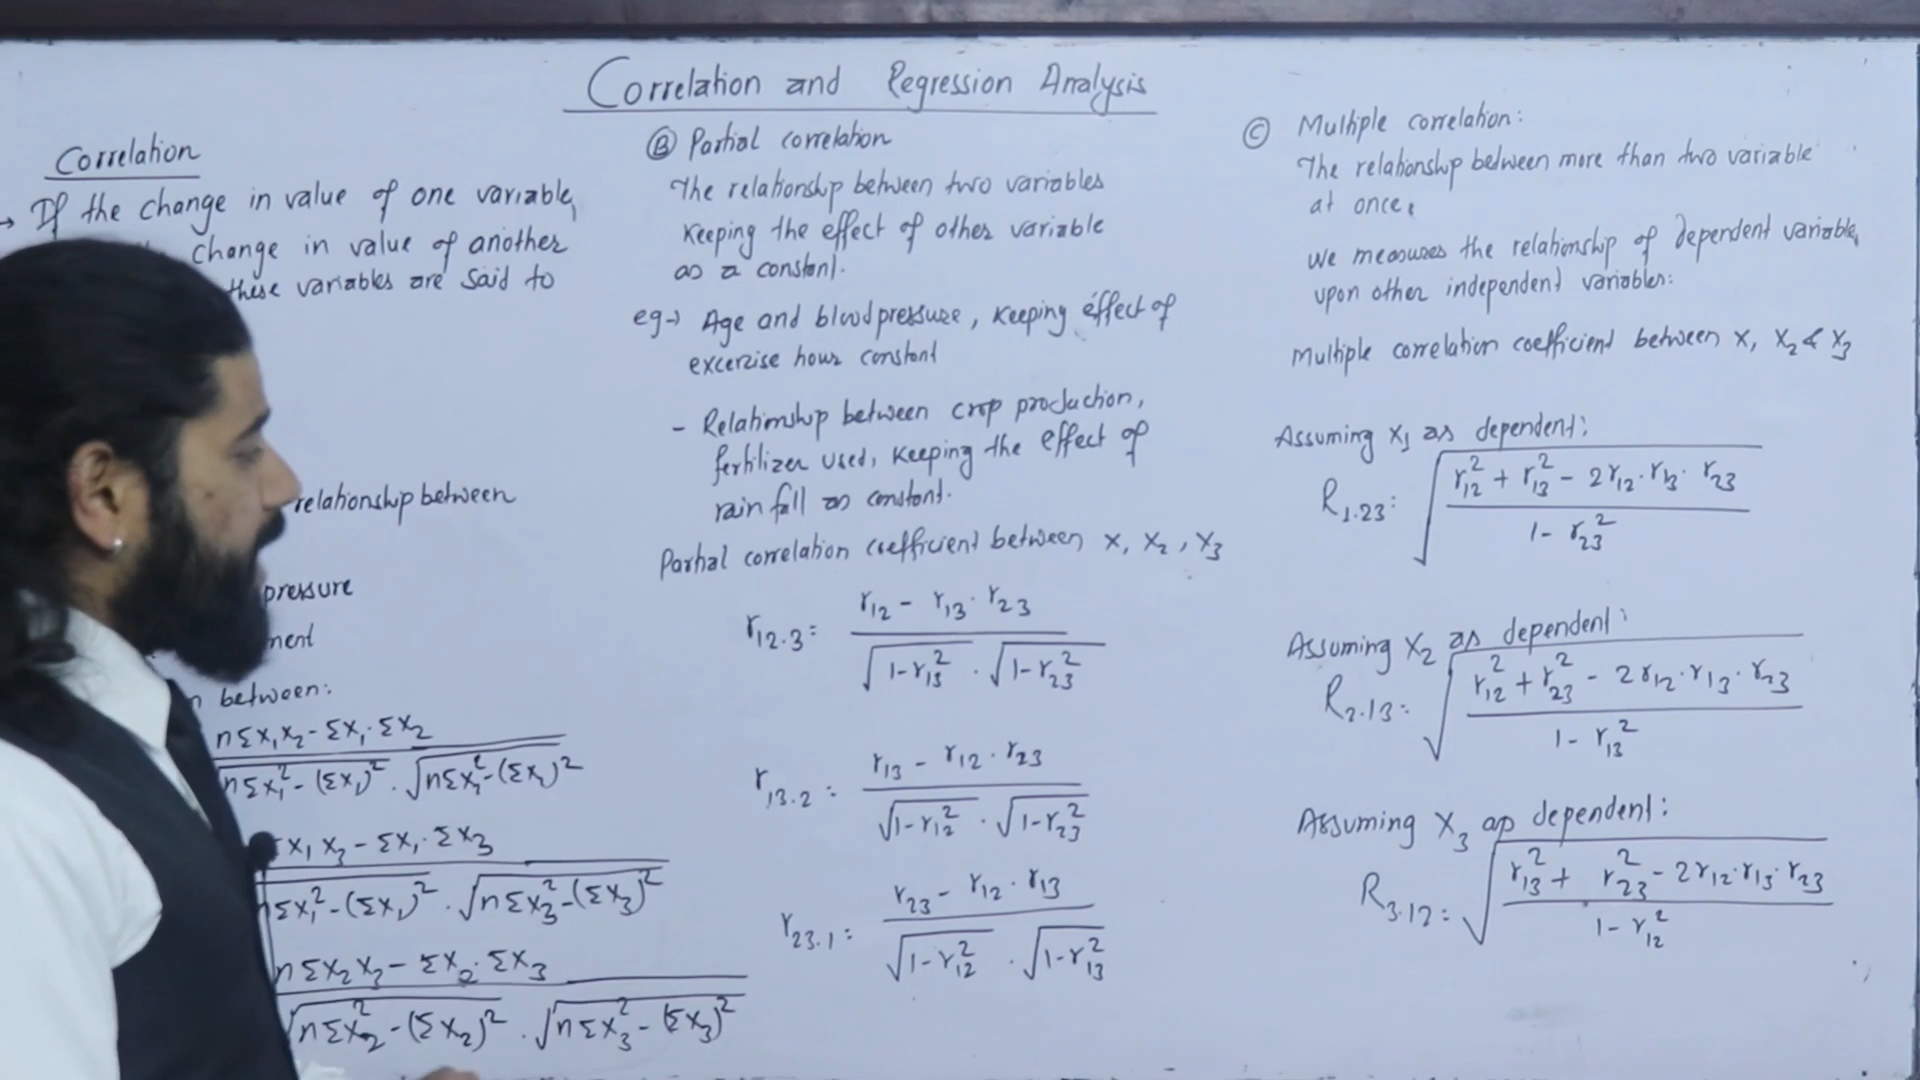 Correlation and Regression Analysis
Correlation
→ If the change in value of one variable,
change in value of another
these variables are said to
relationship between
pressure
between:
nΣx₁x₂ - Σx₁·Σx₂
√nΣx₁² - (Σx₁)² · √nΣx₂² - (Σx₂)²
Σx₁x₃ - Σx₁·Σx₃
nΣx₁² - (Σx₁)² · √nΣx₃² - (Σx₃)²
nΣx₂x₃ - Σx₂·Σx₃
√nΣx₂² - (Σx₂)² · √nΣx₃² - (Σx₃)²
Ⓑ Partial correlation
The relationship between two variables
Keeping the effect of other variable
as a constant.
eg→ Age and blood pressure, Keeping effect of
excerzise hour constant
- Relationship between crop production,
fertilizer used, Keeping the effect of
rain fall as constant.
Partial correlation coefficient between x, x₂, x₃
r₁₂.₃ = r₁₂ - r₁₃·r₂₃
√1-r₁₃² · √1-r₂₃²
r₁₃.₂ = r₁₃ - r₁₂·r₂₃
√1-r₁₂² · √1-r₂₃²
r₂₃.₁ = r₂₃ - r₁₂·r₁₃
√1-r₁₂² · √1-r₁₃²
Ⓒ Multiple correlation:
The relationship between more than two variable
at once.
We measures the relationship of dependent variable,
upon other independent variables:
Multiple correlation coefficient between x, x₂ & x₃
Assuming x₁ as dependent:
R₁.₂₃ = √ r₁₂² + r₁₃² - 2r₁₂·r₁₃·r₂₃
1 - r₂₃²
Assuming x₂ as dependent:
R₂.₁₃ = √ r₁₂² + r₂₃² - 2r₁₂·r₁₃·r₂₃
1 - r₁₃²
Assuming x₃ as dependent:
R₃.₁₂ = √ r₁₃² + r₂₃² - 2r₁₂·r₁₃·r₂₃
1 - r₁₂²